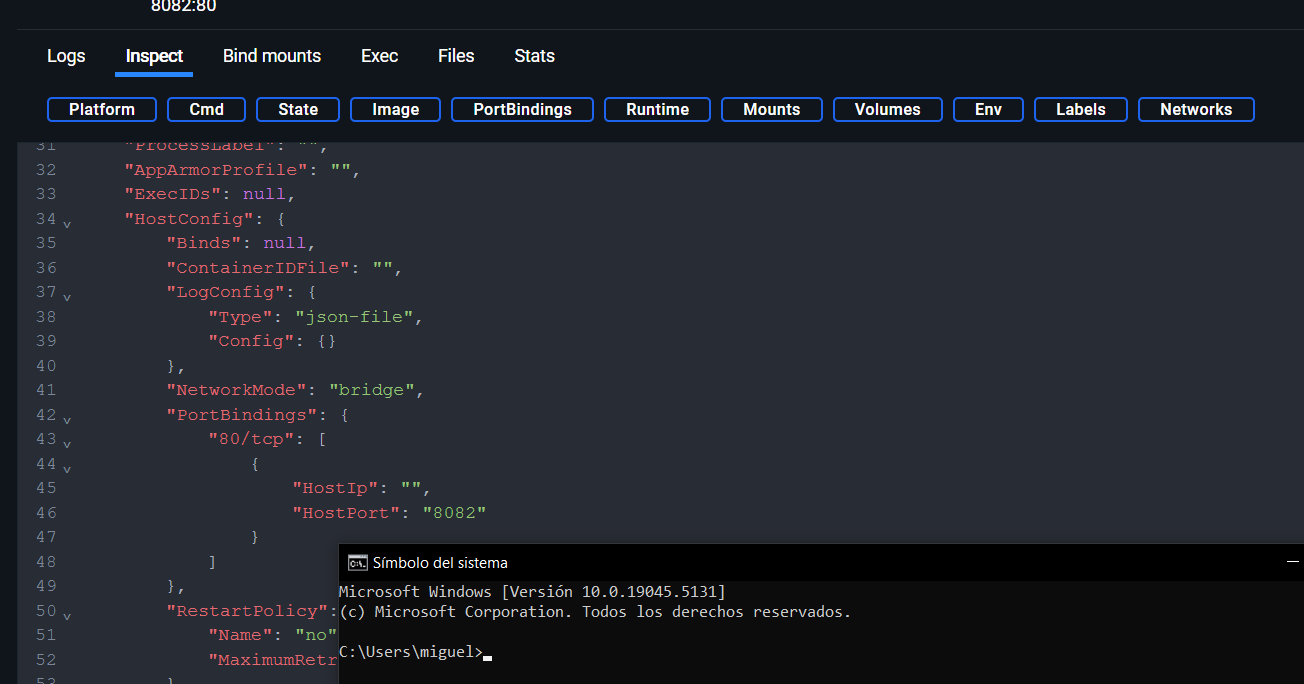 8082:80
Logs Inspect Bind mounts Exec Files Stats
Platform Cmd State Image PortBindings Runtime Mounts Volumes Env Labels Networks
31 "ProcessLabel": "",
32 "AppArmorProfile": "",
33 "ExecIDs": null,
34 "HostConfig": {
35 "Binds": null,
36 "ContainerIDFile": "",
37 "LogConfig": {
38 "Type": "json-file",
39 "Config": {}
40 },
41 "NetworkMode": "bridge",
42 "PortBindings": {
43 "80/tcp": [
44 {
45 "HostIp": "",
46 "HostPort": "8082"
47 }
48 ]
49 },
50 "RestartPolicy":
51 "Name": "no"
52 "MaximumRetr
53 }
Símbolo del sistema
Microsoft Windows [Versión 10.0.19045.5131]
(c) Microsoft Corporation. Todos los derechos reservados.
C:\Users\miguel>